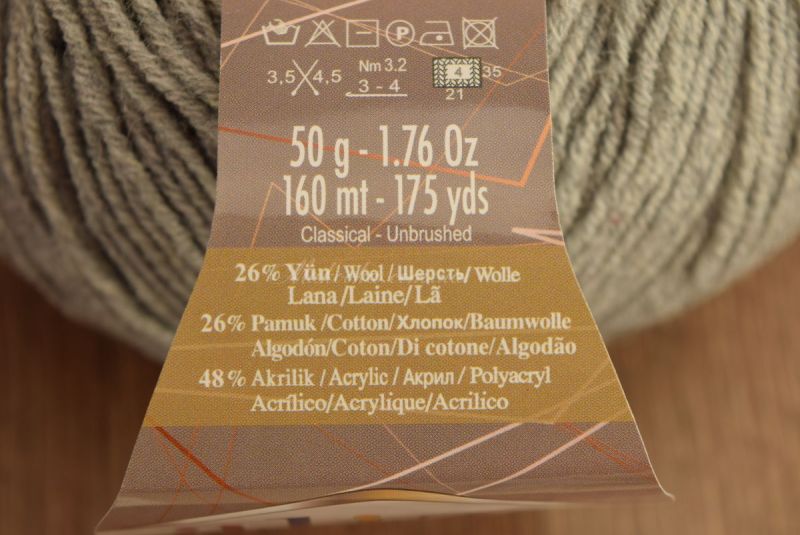 P
3,5 4,5 Nm 3.2 3 - 4 4 35
21
50 g - 1.76 Oz
160 mt - 175 yds
Classical - Unbrushed
26% Yün / Wool / Шерсть/ Wolle
Lana /Laine/ Lã
26% Pamuk /Cotton/Хлопок/Baumwolle
Algodón/Coton/Di cotone/Algodão
48% Akrilik / Acrylic / Акрил / Polyacryl
Acrílico/Acrylique/Acrilico